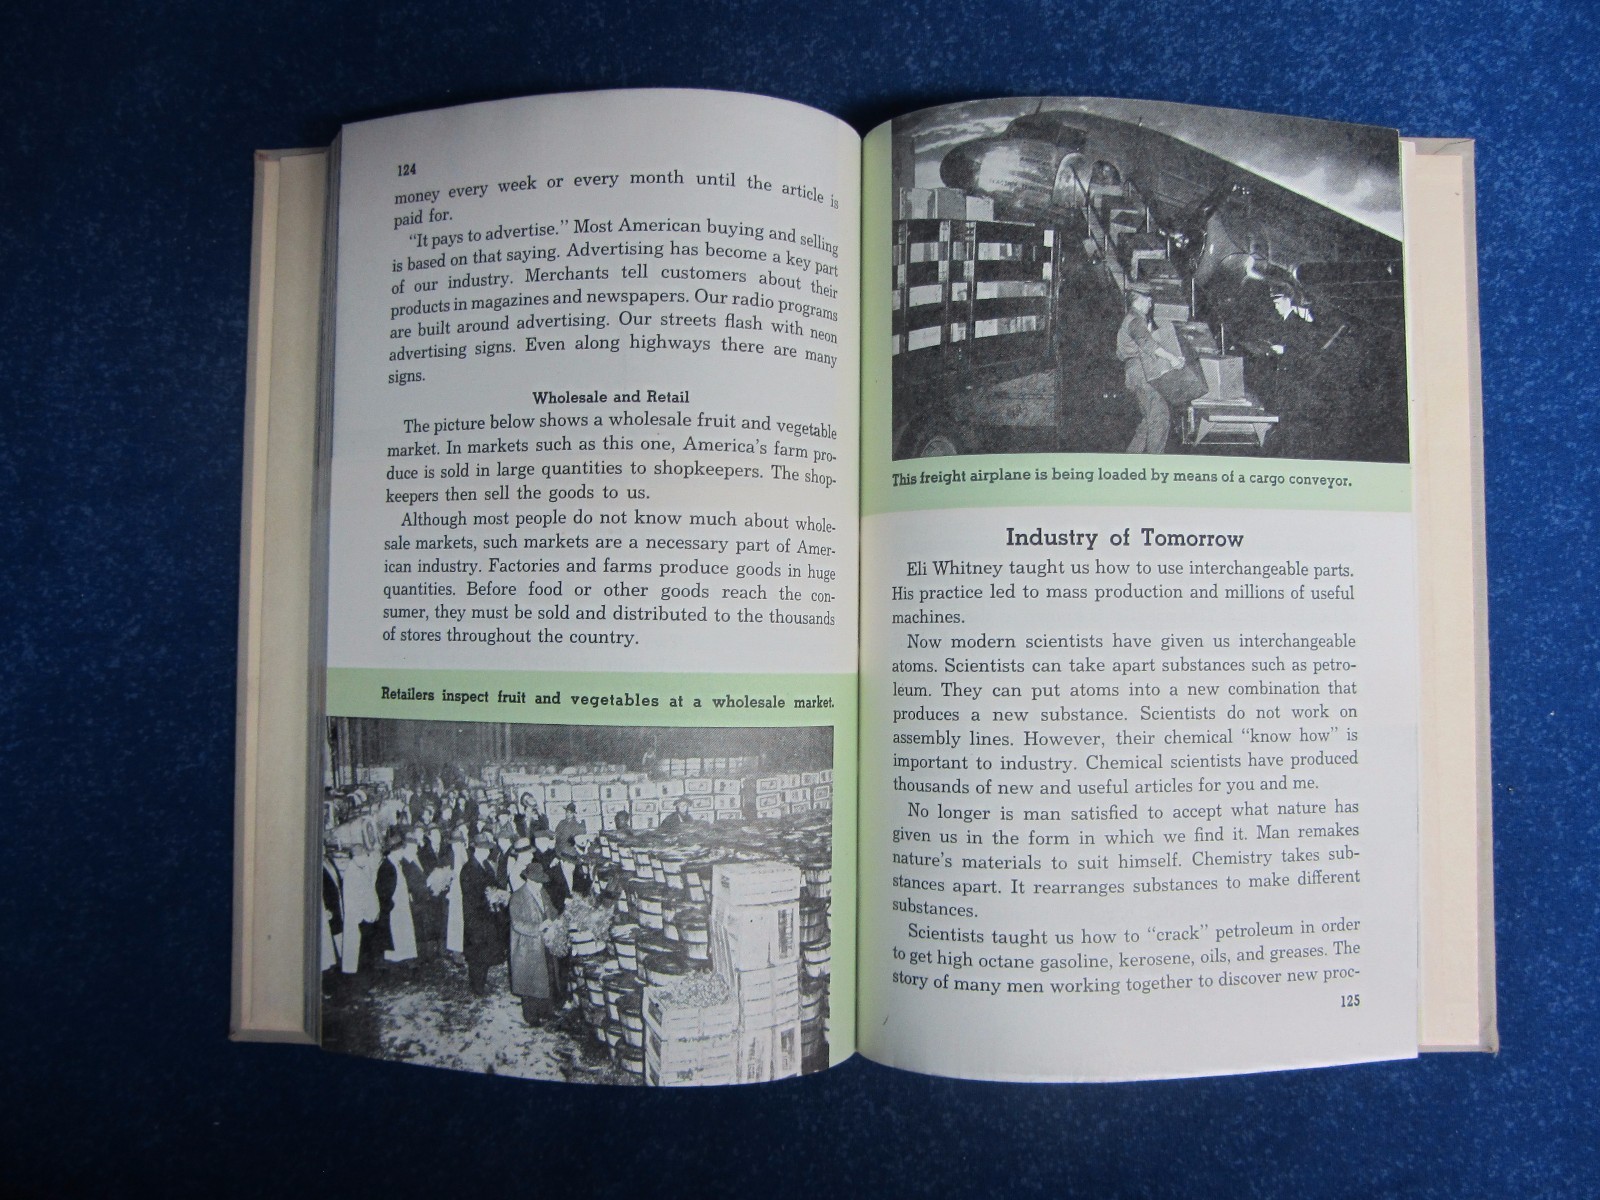 124
money every week or every month until the article is
paid for.
“It pays to advertise.” Most American buying and selling
is based on that saying. Advertising has become a key part
of our industry. Merchants tell customers about their
products in magazines and newspapers. Our radio programs
are built around advertising. Our streets flash with neon
advertising signs. Even along highways there are many
signs.
Wholesale and Retail
The picture below shows a wholesale fruit and vegetable
market. In markets such as this one, America's farm pro-
duce is sold in large quantities to shopkeepers. The shop-
keepers then sell the goods to us.
Although most people do not know much about whole-
sale markets, such markets are a necessary part of Amer-
ican industry. Factories and farms produce goods in huge
quantities. Before food or other goods reach the con-
sumer, they must be sold and distributed to the thousands
of stores throughout the country.
Retailers inspect fruit and vegetables at a wholesale market.
This freight airplane is being loaded by means of a cargo conveyor.
Industry of Tomorrow
Eli Whitney taught us how to use interchangeable parts.
His practice led to mass production and millions of useful
machines.
Now modern scientists have given us interchangeable
atoms. Scientists can take apart substances such as petro-
leum. They can put atoms into a new combination that
produces a new substance. Scientists do not work on
assembly lines. However, their chemical “know how” is
important to industry. Chemical scientists have produced
thousands of new and useful articles for you and me.
No longer is man satisfied to accept what nature has
given us in the form in which we find it. Man remakes
nature's materials to suit himself. Chemistry takes sub-
stances apart. It rearranges substances to make different
substances.
Scientists taught us how to “crack” petroleum in order
to get high octane gasoline, kerosene, oils, and greases. The
story of many men working together to discover new proc-
125